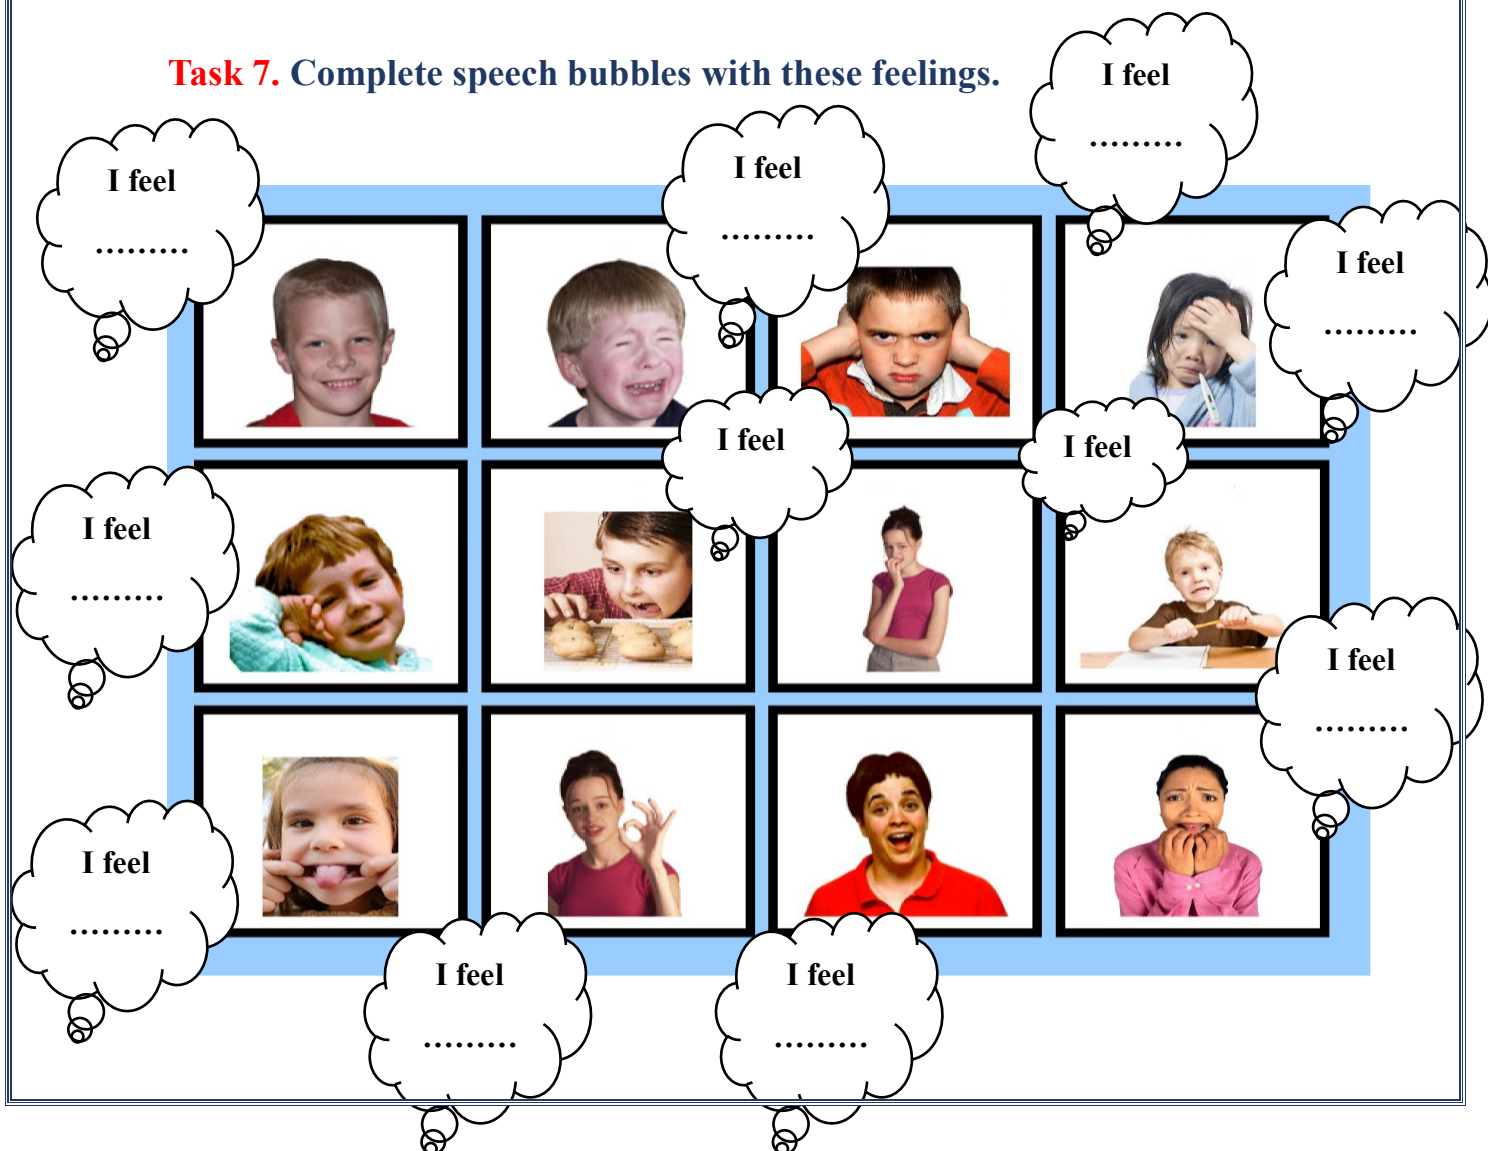 Task 7. Complete speech bubbles with these feelings.
I feel
.........
I feel
.........
I feel
.........
I feel
.........
I feel
I feel
I feel
.........
I feel
.........
I feel
.........
I feel
.........
I feel
.........